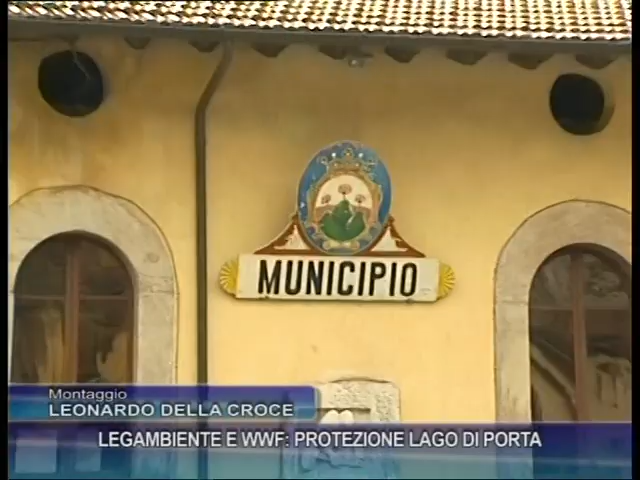 MUNICIPIO
Montaggio
LEONARDO DELLA CROCE
LEGAMBIENTE E WWF: PROTEZIONE LAGO DI PORTA